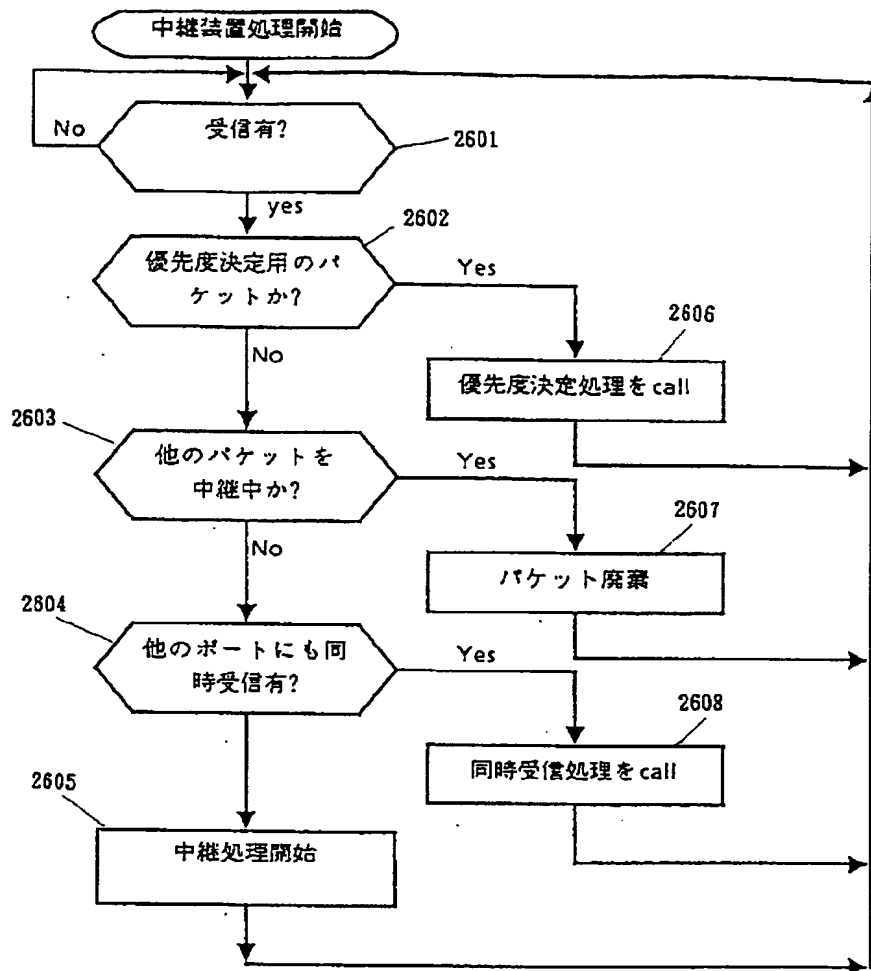 中継装置処理開始
受信有?
No
2601
yes
2602
優先度決定用のパ
ケットか?
Yes
2606
No
優先度決定処理をcall
2603
他のパケットを
中継中か?
Yes
2607
No
パケット廃棄
2804
他のポートにも同
時受信有?
Yes
2608
同時受信処理をcall
2605
中継処理開始